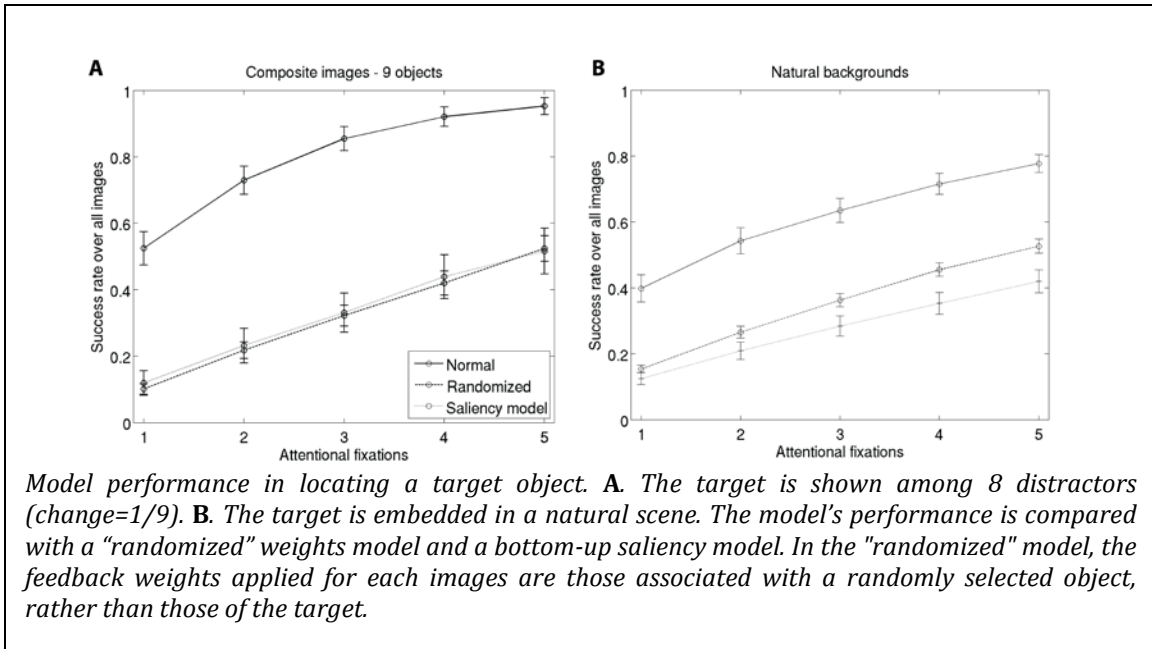 A
Composite images - 9 objects
1
0.8
0.6
0.4
0.2
0
Success rate over all images
Normal
Randomized
Saliency model
1 2 3 4 5
Attentional fixations
B
Natural backgrounds
1
0.8
0.6
0.4
0.2
0
Success rate over all images
1 2 3 4 5
Attentional fixations
Model performance in locating a target object. A. The target is shown among 8 distractors
(change=1/9). B. The target is embedded in a natural scene. The model's performance is compared
with a "randomized" weights model and a bottom-up saliency model. In the "randomized" model, the
feedback weights applied for each images are those associated with a randomly selected object,
rather than those of the target.